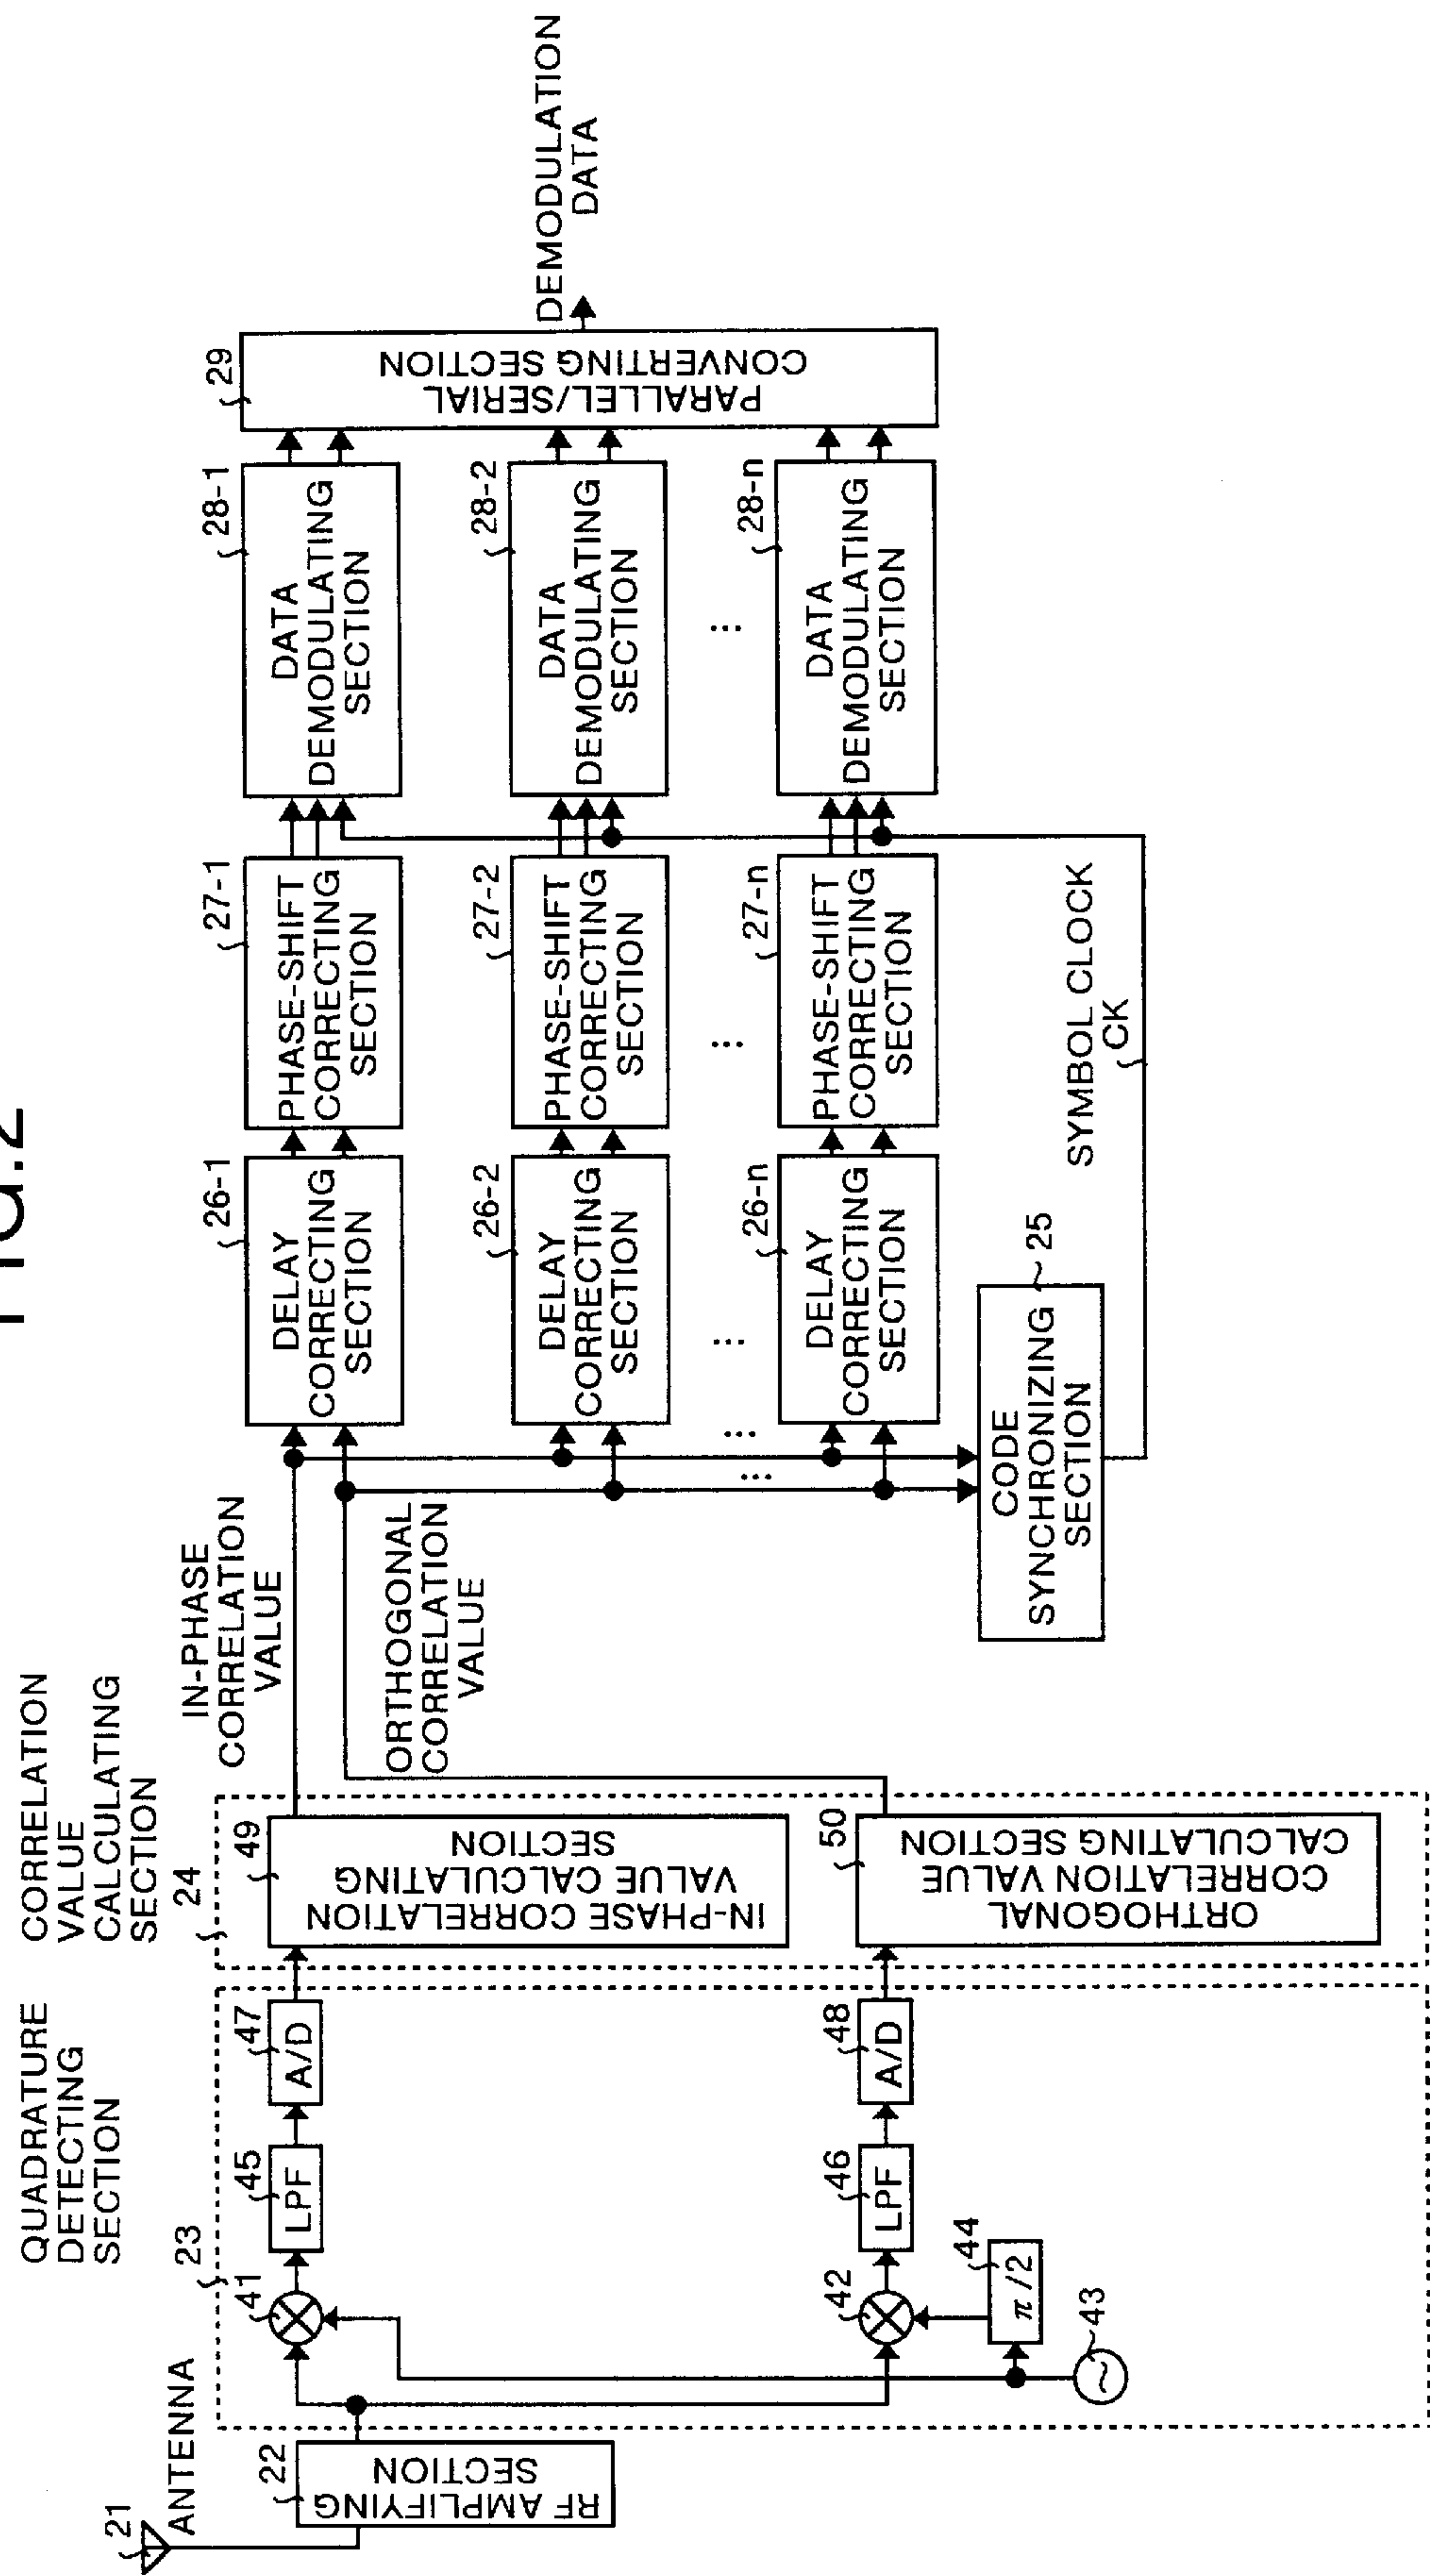 FIG.2
21
ANTENNA
22
RF AMPLIFYING
SECTION
QUADRATURE
DETECTING
SECTION
23
41
42
43
44
π/2
45
LPF
46
LPF
47
A/D
48
A/D
CORRELATION
VALUE
CALCULATING
SECTION
24
49
IN-PHASE CORRELATION
VALUE CALCULATING
SECTION
50
ORTHOGONAL
CORRELATION VALUE
CALCULATING SECTION
IN-PHASE
CORRELATION
VALUE
ORTHOGONAL
CORRELATION
VALUE
CODE
SYNCHRONIZING
SECTION
25
26-1
DELAY
CORRECTING
SECTION
26-2
DELAY
CORRECTING
SECTION
...
...
...
26-n
DELAY
CORRECTING
SECTION
27-1
PHASE-SHIFT
CORRECTING
SECTION
27-2
PHASE-SHIFT
CORRECTING
SECTION
...
27-n
PHASE-SHIFT
CORRECTING
SECTION
SYMBOL CLOCK
CK
28-1
DATA
DEMODULATING
SECTION
28-2
DATA
DEMODULATING
SECTION
...
28-n
DATA
DEMODULATING
SECTION
29
PARALLEL/SERIAL
CONVERTING SECTION
DEMODULATION
DATA